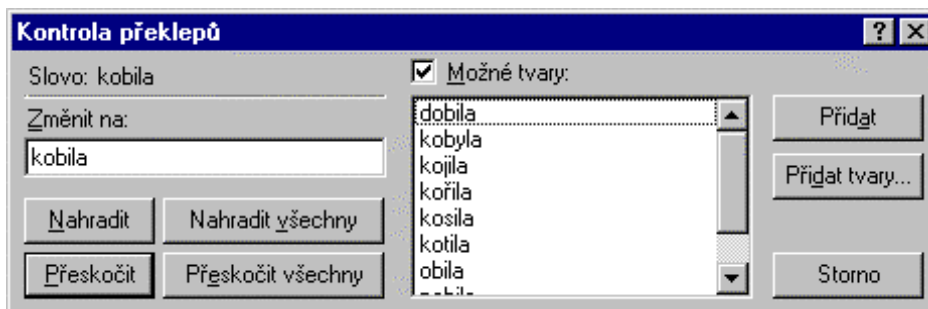 Kontrola překlepů
Slovo: kobila
Změnit na:
kobila
Nahradit
Nahradit všechny
Přeskočit
Přeskočit všechny
Možné tvary:
dobila
kobyla
kojila
kořila
kosila
kotila
obila
Přidat
Přidat tvary...
Storno